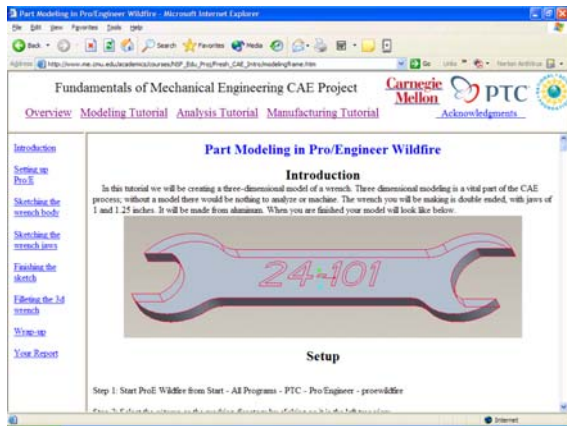 Part Modeling in Pro/Engineer Wildfire - Microsoft Internet Explorer
File Edit View Favorites Tools Help
Back Search Favorites Media
Address Go Links Norton AntiVirus
Fundamentals of Mechanical Engineering CAE Project
Carnegie Mellon PTC
Overview Modeling Tutorial Analysis Tutorial Manufacturing Tutorial Acknowledgments
Introduction
Setting up
Pro/E
Sketching the
wrench body
Sketching the
wrench jaws
Finishing the
sketch
Filleting the 3d
wrench
Wrap-up
Your Report
Part Modeling in Pro/Engineer Wildfire
Introduction
In this tutorial we will be creating a three-dimensional model of a wrench. Three dimensional modeling is a vital part of the CAE
process; without a model there would be nothing to analyze or machine. The wrench you will be making is double ended, with jaws of
1 and 1.25 inches. It will be made from aluminum. When you are finished your model will look like below.
24-101
Setup
Step 1: Start ProE Wildfire from Start - All Programs - PTC - Pro/Engineer - proewildfire
Internet